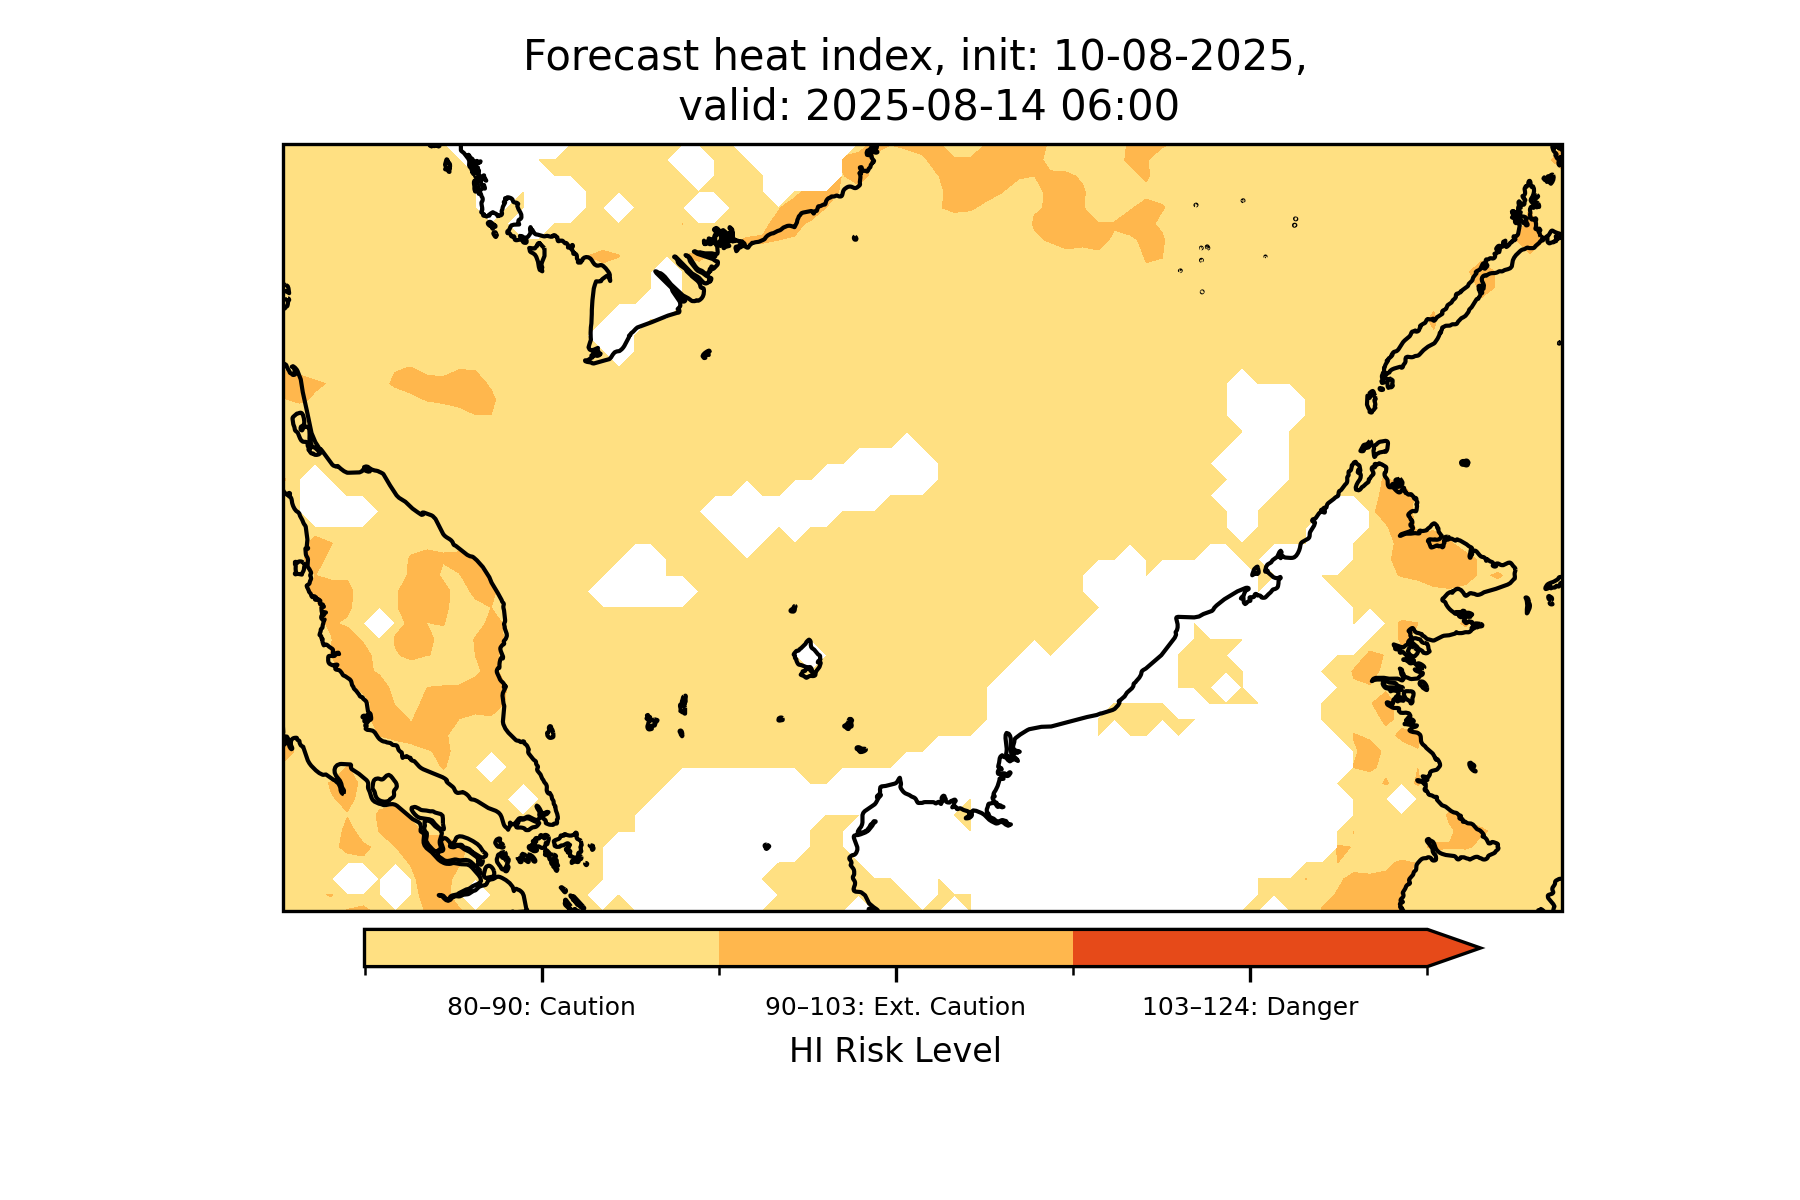 Forecast heat index, init: 10-08-2025,
valid: 2025-08-14 06:00
80–90: Caution
90–103: Ext. Caution
103–124: Danger
HI Risk Level